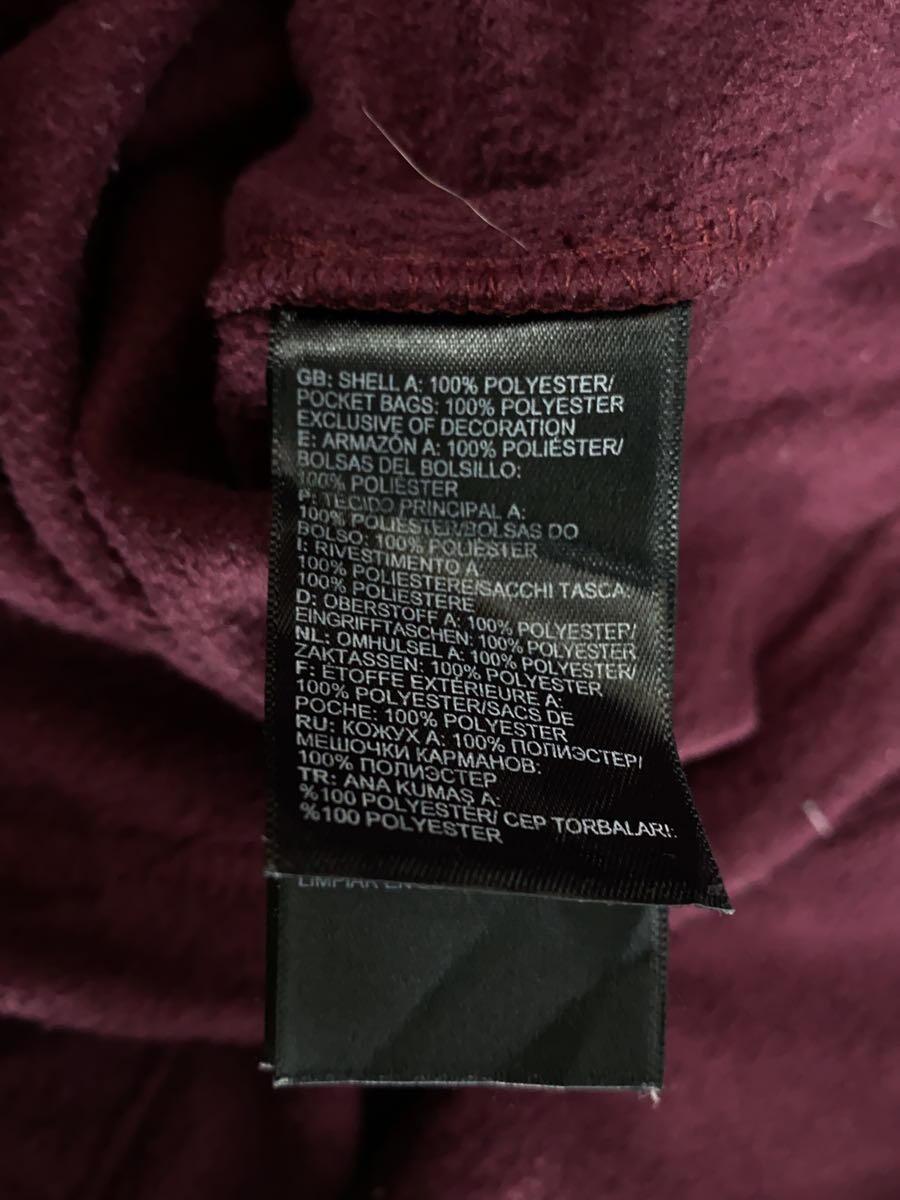 GB: SHELL A: 100% POLYESTER/
POCKET BAGS: 100% POLYESTER
EXCLUSIVE OF DECORATION
E: ARMAZÓN A: 100% POLIÉSTER/
BOLSAS DEL BOLSILLO:
100% POLIÉSTER
P: TECIDO PRINCIPAL A:
100% POLIÉSTER/BOLSAS DO
BOLSO: 100% POLIÉSTER
I: RIVESTIMENTO A:
100% POLIESTERE/SACCHI TASCA:
100% POLIESTERE
D: OBERSTOFF A: 100% POLYESTER/
EINGRIFFTASCHEN: 100% POLYESTER
NL: OMHULSEL A: 100% POLYESTER/
ZAKTASSEN: 100% POLYESTER
F: ÉTOFFE EXTÉRIEURE A:
100% POLYESTER/SACS DE
POCHE: 100% POLYESTER
RU: КОЖУХ A: 100% ПОЛИЭСТЕР/
МЕШОЧКИ КАРМАНОВ:
100% ПОЛИЭСТЕР
TR: ANA KUMAŞ A:
%100 POLYESTER/ CEP TORBALARI:
%100 POLYESTER
LIMPIAR EN